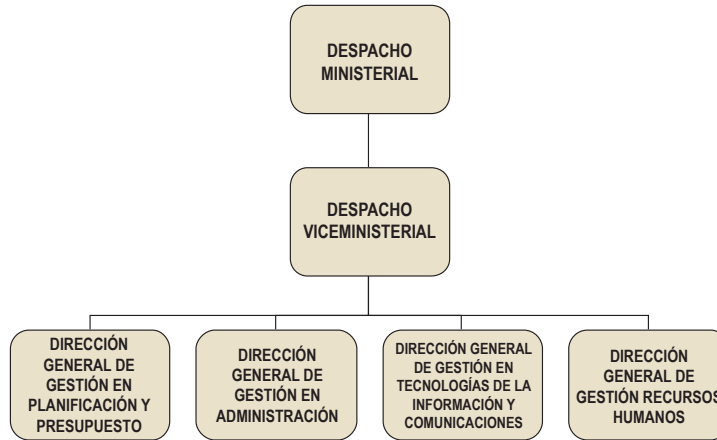 DESPACHO
MINISTERIAL
DESPACHO
VICEMINISTERIAL
DIRECCIÓN
GENERAL DE
GESTIÓN EN
PLANIFICACIÓN Y
PRESUPUESTO
DIRECCIÓN
GENERAL DE
GESTIÓN EN
ADMINISTRACIÓN
DIRECCIÓN GENERAL
DE GESTIÓN EN
TECNOLOGÍAS DE LA
INFORMACIÓN Y
COMUNICACIONES
DIRECCIÓN
GENERAL DE
GESTIÓN RECURSOS
HUMANOS